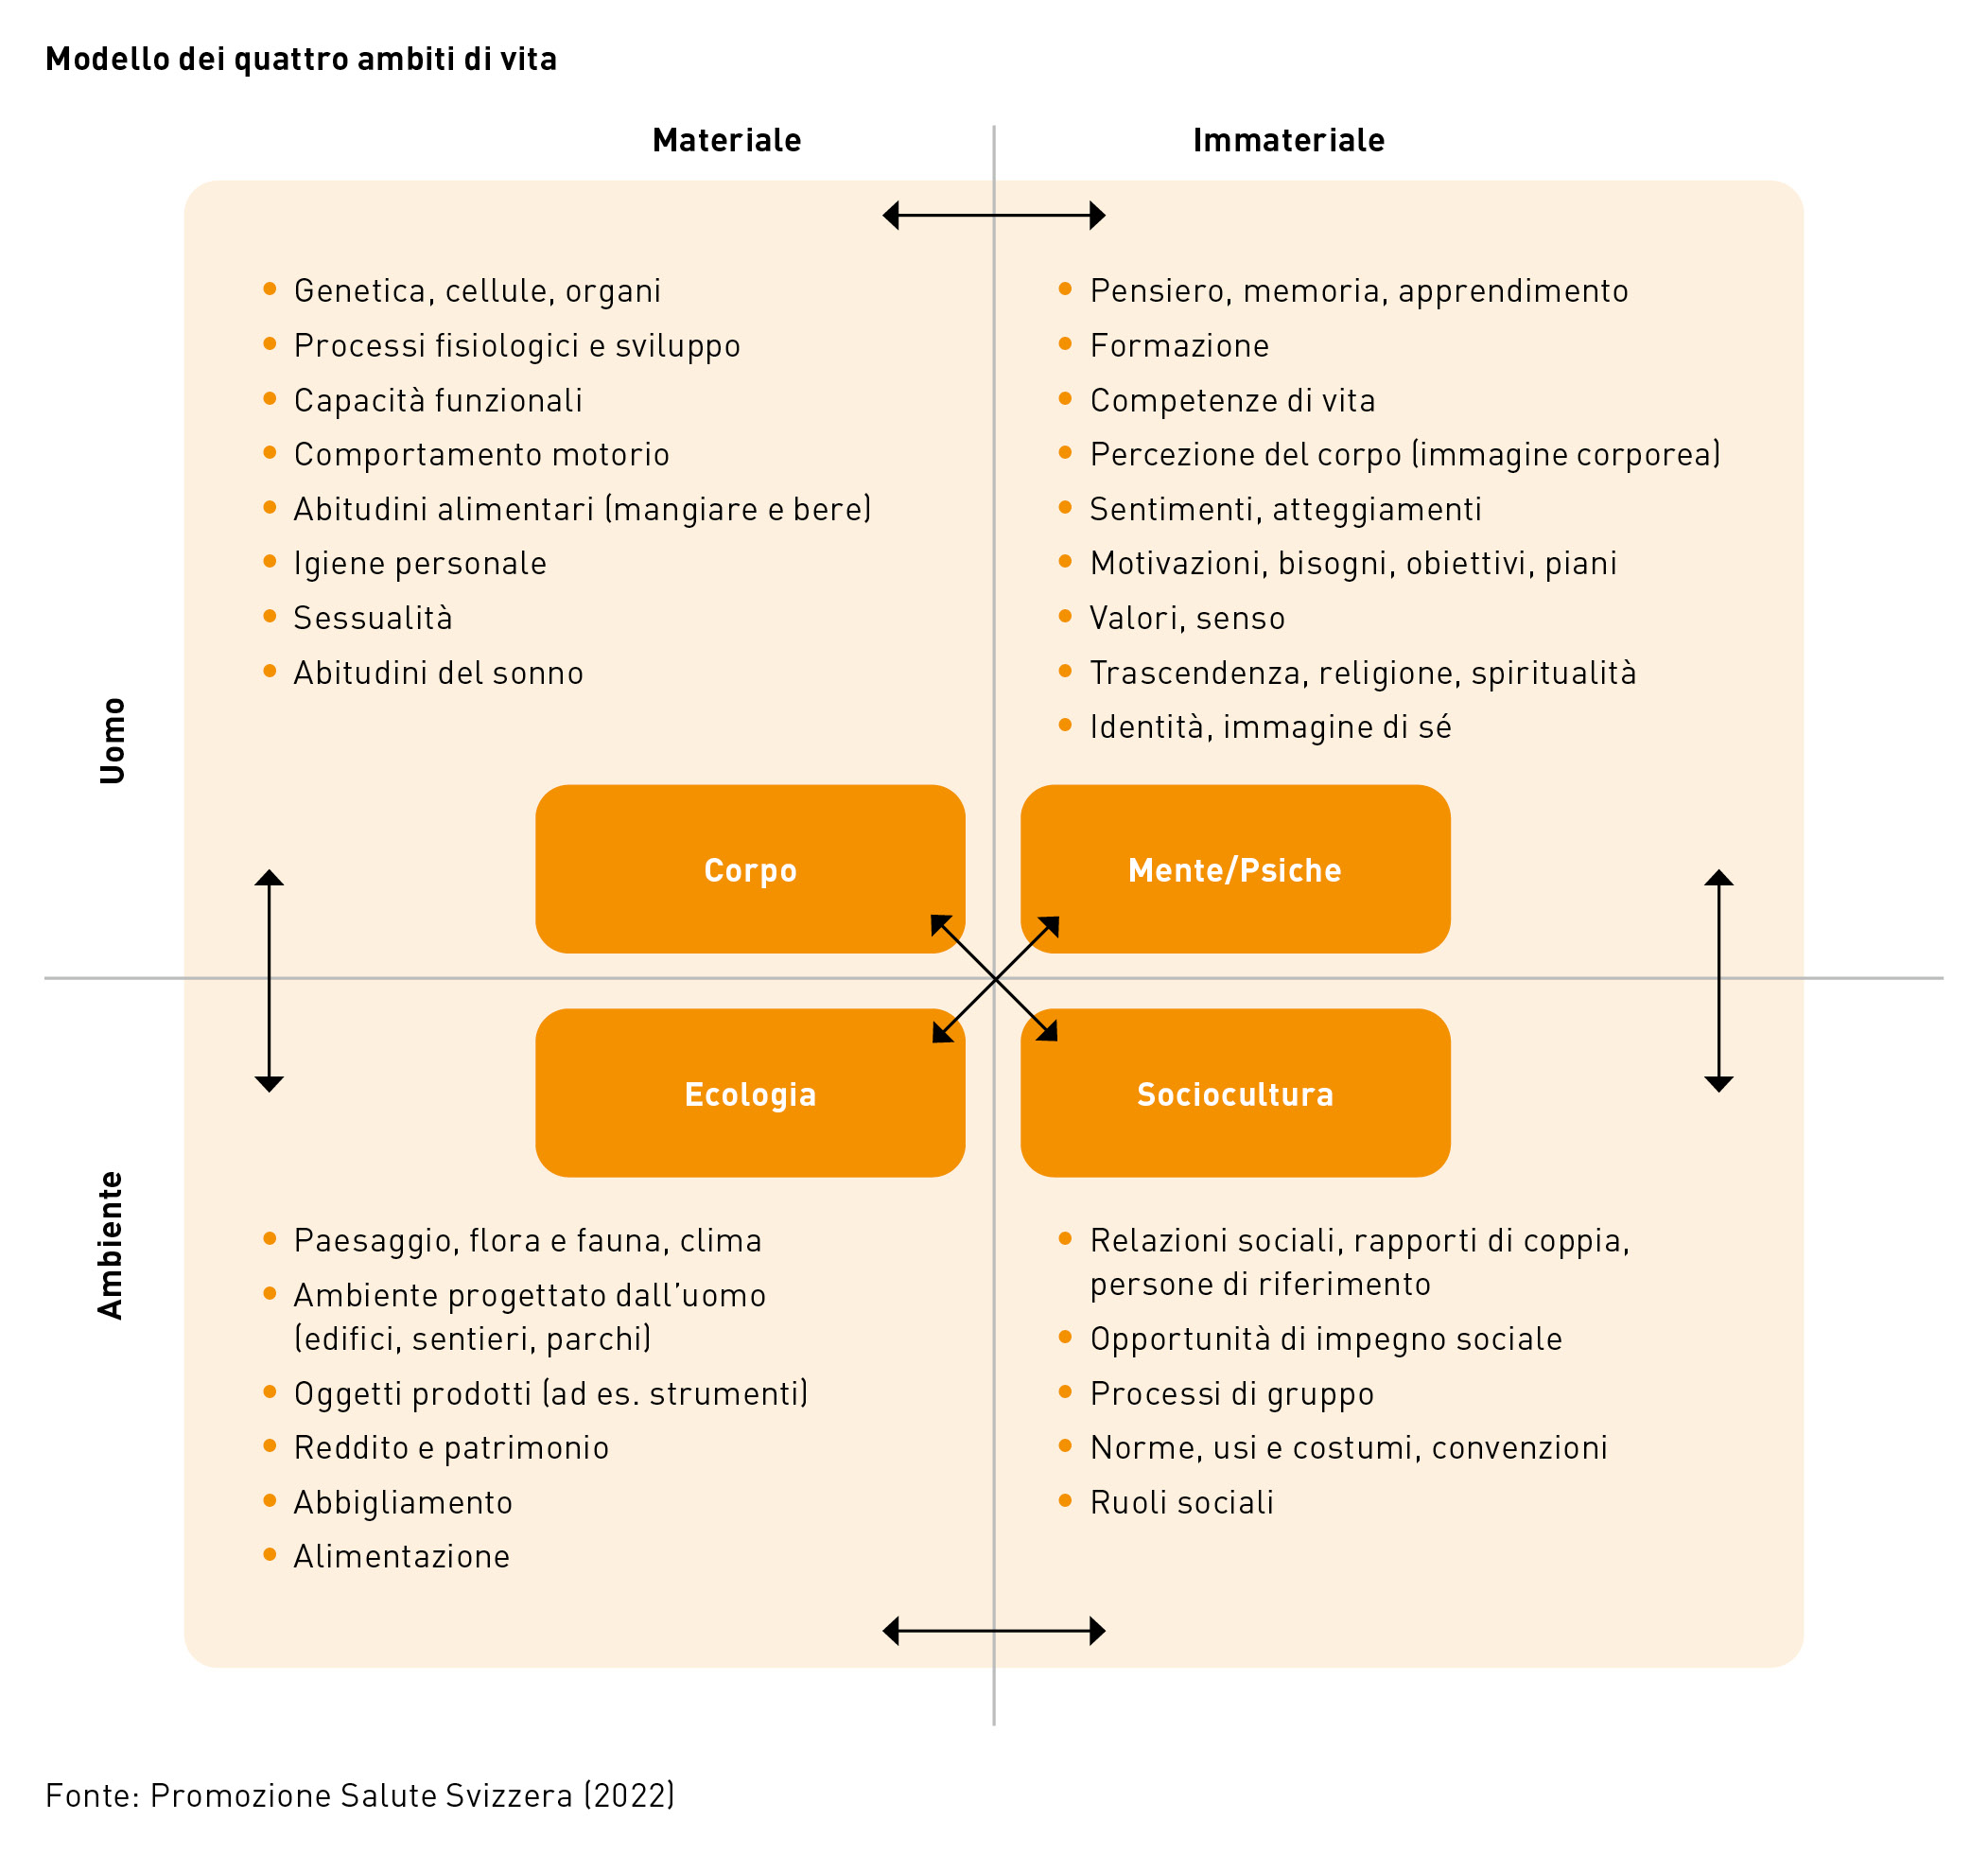 Modello dei quattro ambiti di vita
Materiale
Immateriale
Uomo
Genetica, cellule, organi
Processi fisiologici e sviluppo
Capacità funzionali
Comportamento motorio
Abitudini alimentari (mangiare e bere)
Igiene personale
Sessualità
Abitudini del sonno
Pensiero, memoria, apprendimento
Formazione
Competenze di vita
Percezione del corpo (immagine corporea)
Sentimenti, atteggiamenti
Motivazioni, bisogni, obiettivi, piani
Valori, senso
Trascendenza, religione, spiritualità
Identità, immagine di sé
Corpo
Mente/Psiche
Ecologia
Sociocultura
Ambiente
Paesaggio, flora e fauna, clima
Ambiente progettato dall’uomo
(edifici, sentieri, parchi)
Oggetti prodotti (ad es. strumenti)
Reddito e patrimonio
Abbigliamento
Alimentazione
Relazioni sociali, rapporti di coppia,
persone di riferimento
Opportunità di impegno sociale
Processi di gruppo
Norme, usi e costumi, convenzioni
Ruoli sociali
Fonte: Promozione Salute Svizzera (2022)